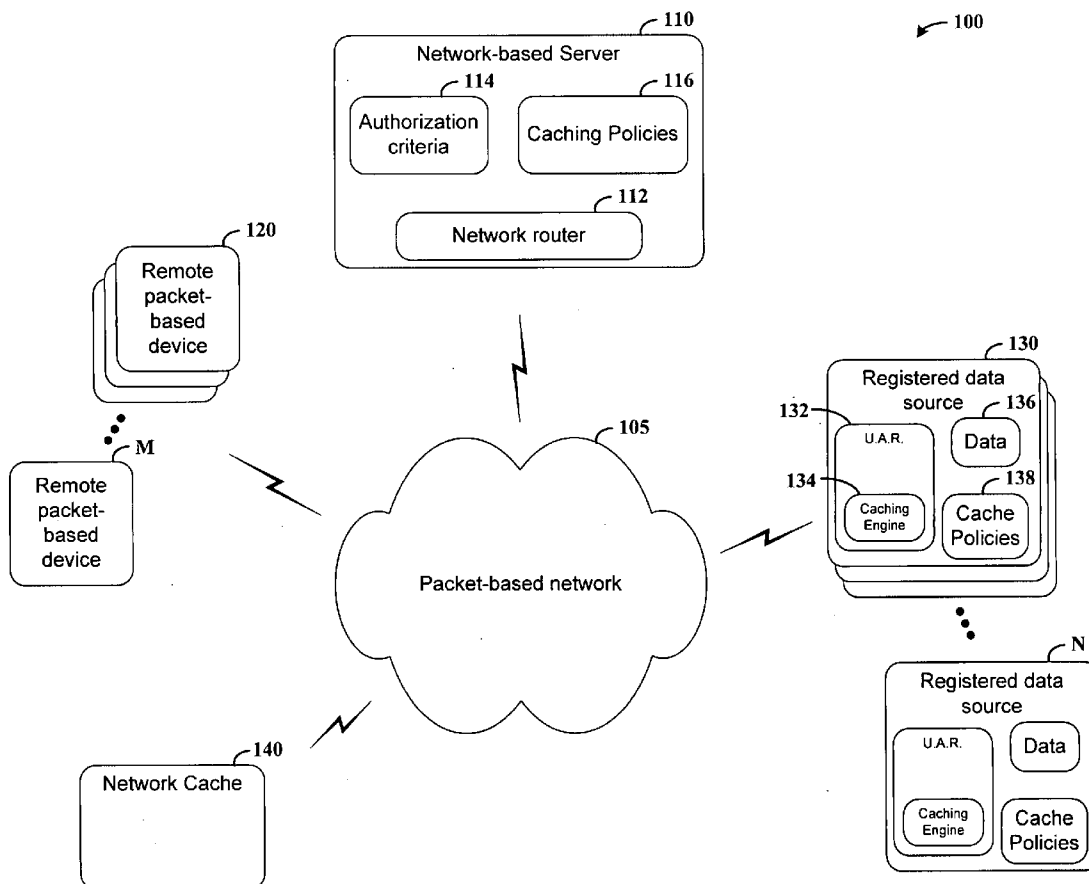 110
100
Network-based Server
114
116
Authorization
criteria
Caching Policies
112
Network router
120
Remote
packet-
based
device
M
Remote
packet-
based
device
105
Packet-based network
130
Registered data
source
132
136
U.A.R.
Data
134
138
Caching
Engine
Cache
Policies
N
Registered data
source
U.A.R.
Data
Caching
Engine
Cache
Policies
140
Network Cache